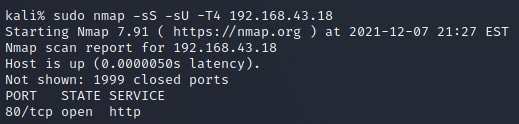 kali% sudo nmap -sS -sU -T4 192.168.43.18
Starting Nmap 7.91 ( https://nmap.org ) at 2021-12-07 21:27 EST
Nmap scan report for 192.168.43.18
Host is up (0.0000050s latency).
Not shown: 1999 closed ports
PORT   STATE SERVICE
80/tcp open  http